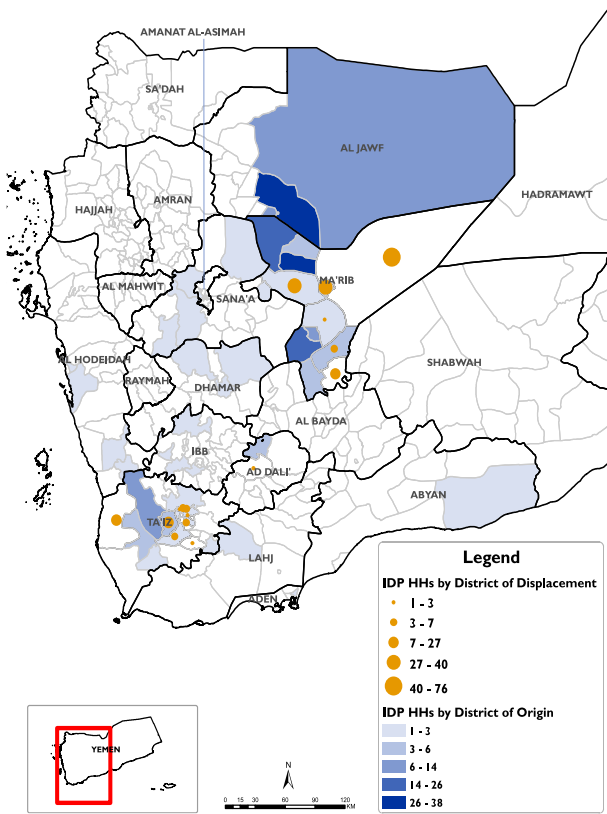 AMANAT AL-ASIMAH
SA'DAH
AL JAWF
HADRAMAWT
HAJJAH
AMRAN
MA'RIB
AL MAHWIT
SANA'A
AL HODEIDAH
RAYMAH
DHAMAR
SHABWAH
AL BAYDA
IBB
AD DALI'
ABYAN
TA'IZ
LAHJ
ADEN
Legend
IDP HHs by District of Displacement
1 - 3
3 - 7
7 - 27
27 - 40
40 - 76
IDP HHs by District of Origin
1 - 3
3 - 6
6 - 14
14 - 26
26 - 38
YEMEN
N
0 15 30 60 90 120
KM